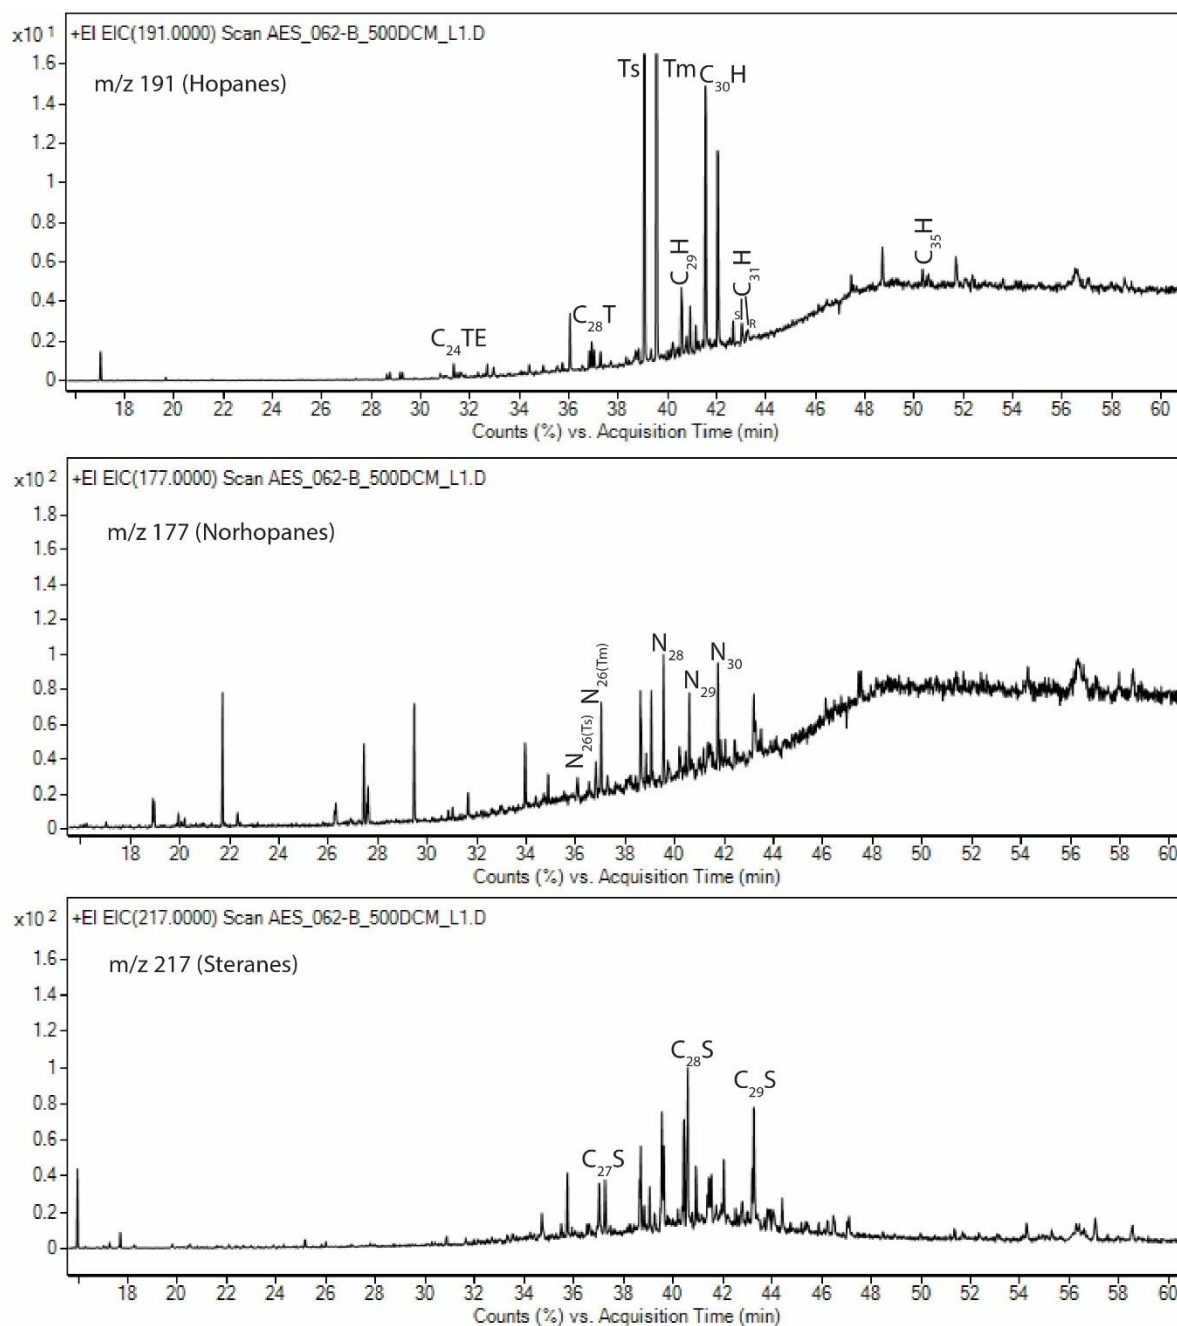 x10 1 +EI EIC(191.0000) Scan AES_062-B_500DCM_L1.D
m/z 191 (Hopanes)
Ts Tm C30H
1.6
1.4
1.2
1
0.8
0.6
0.4
0.2
0
C24TE C28T C29H C31H C35H
S R
18 20 22 24 26 28 30 32 34 36 38 40 42 44 46 48 50 52 54 56 58 60
Counts (%) vs. Acquisition Time (min)
x10 2 +EI EIC(177.0000) Scan AES_062-B_500DCM_L1.D
m/z 177 (Norhopanes)
1.8
1.6
1.4
1.2
1
0.8
0.6
0.4
0.2
0
N26(Ts) N26(Tm) N28 N29 N30
18 20 22 24 26 28 30 32 34 36 38 40 42 44 46 48 50 52 54 56 58 60
Counts (%) vs. Acquisition Time (min)
x10 2 +EI EIC(217.0000) Scan AES_062-B_500DCM_L1.D
m/z 217 (Steranes)
1.6
1.4
1.2
1
0.8
0.6
0.4
0.2
0
C27S C28S C29S
18 20 22 24 26 28 30 32 34 36 38 40 42 44 46 48 50 52 54 56 58 60
Counts (%) vs. Acquisition Time (min)